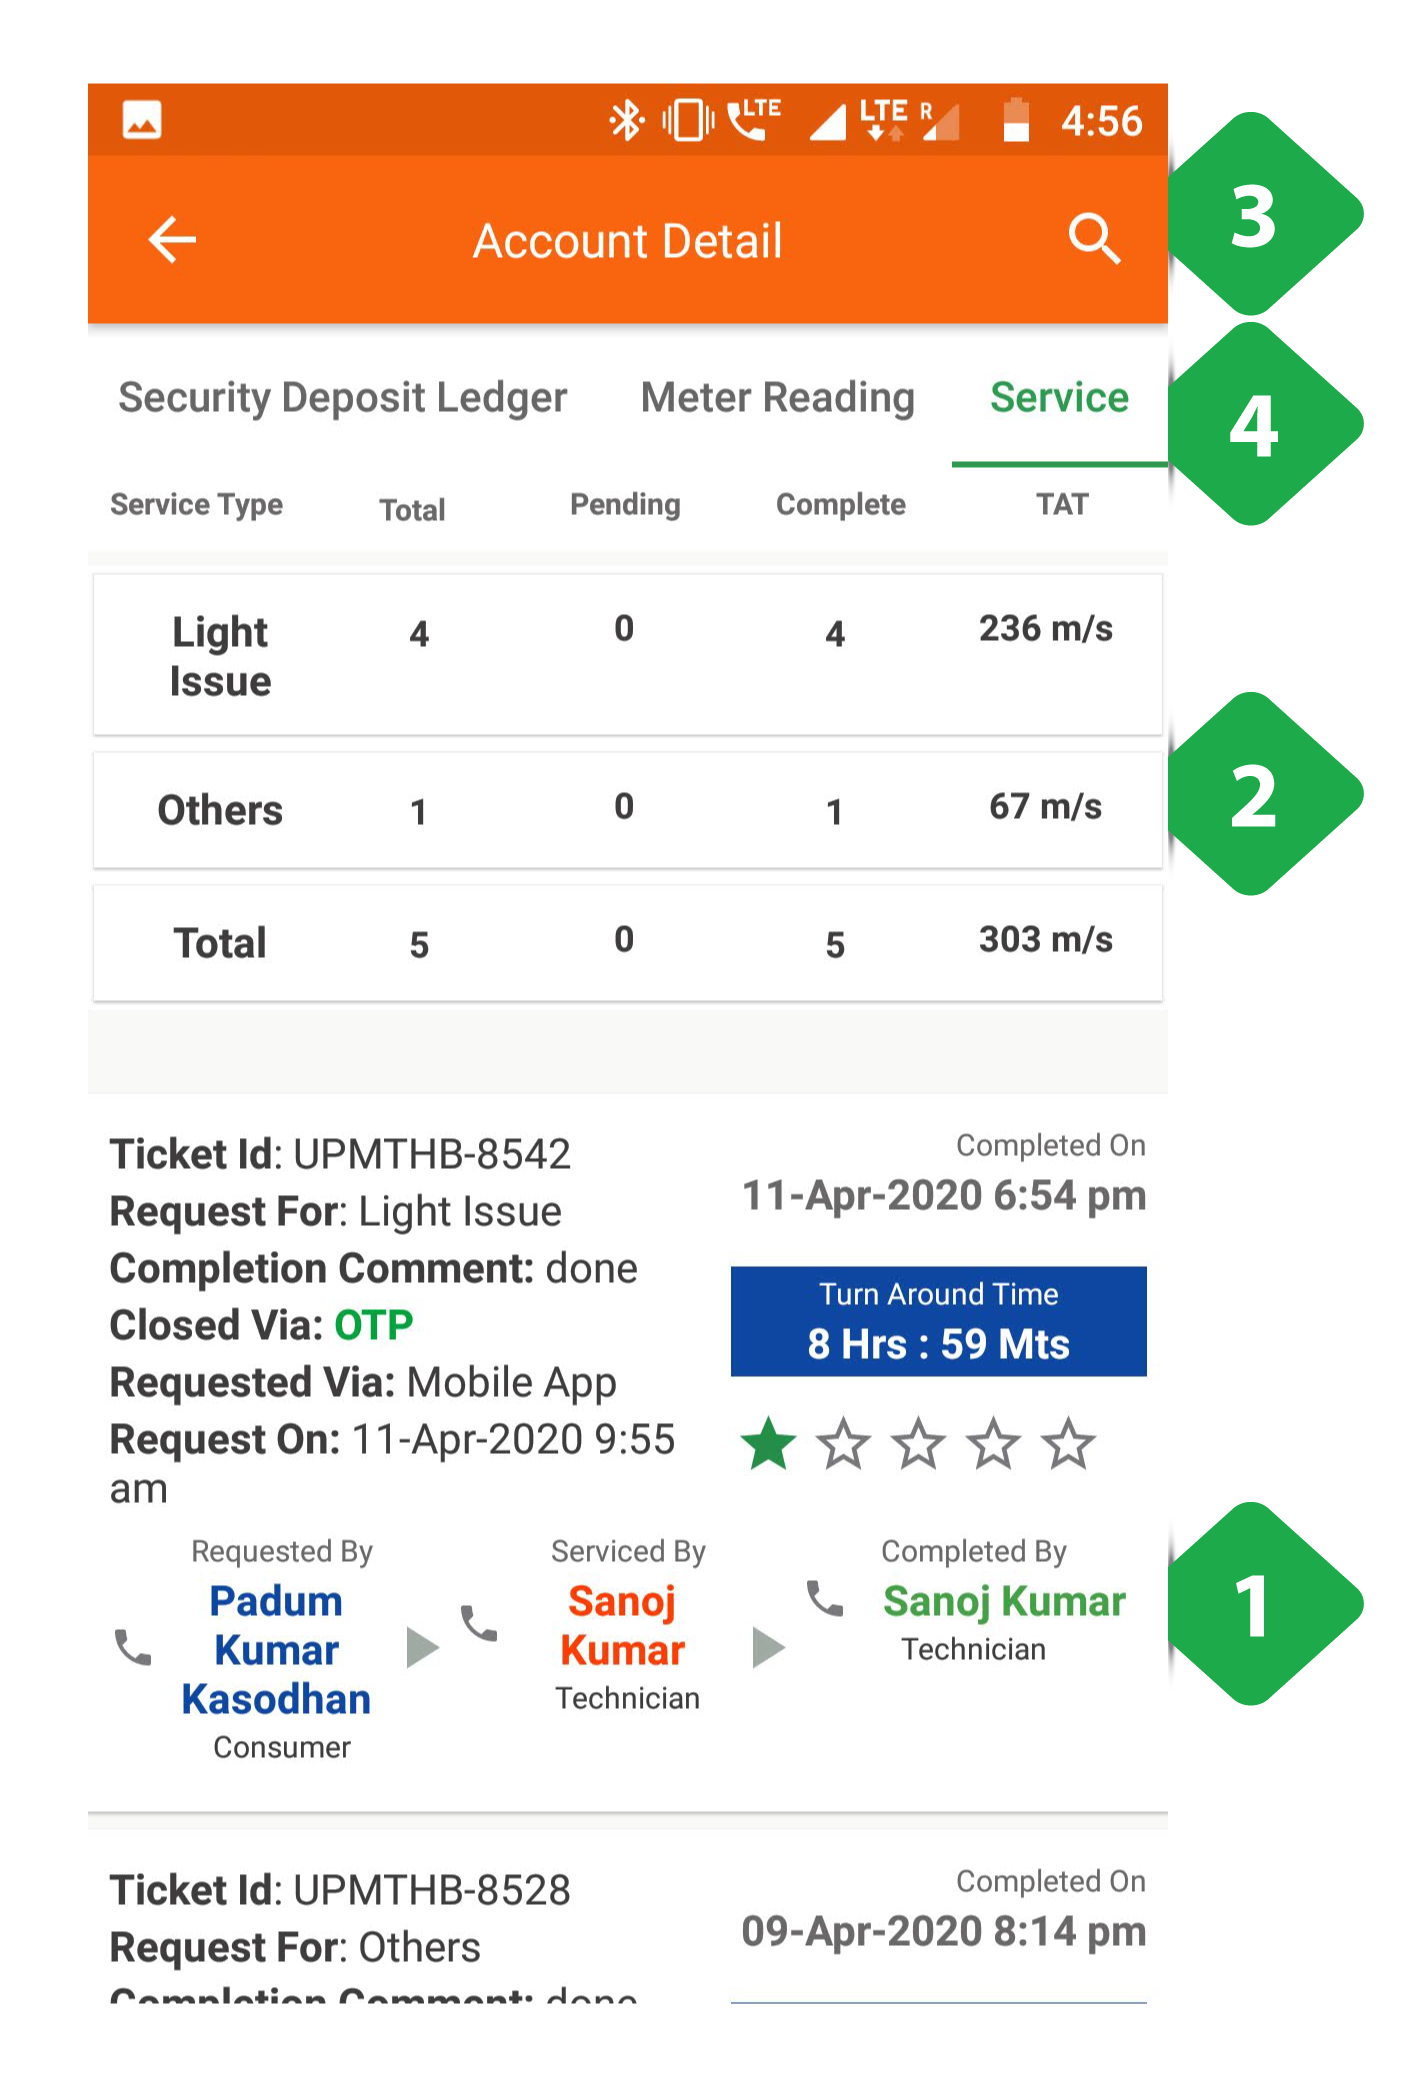 LTE LTE R 4:56
Account Detail
3
Security Deposit Ledger Meter Reading Service
4
Service Type Total Pending Complete TAT
Light
Issue 4 0 4 236 m/s
Others 1 0 1 67 m/s
2
Total 5 0 5 303 m/s
Ticket Id: UPMTHB-8542
Request For: Light Issue
Completion Comment: done
Closed Via: OTP
Requested Via: Mobile App
Request On: 11-Apr-2020 9:55
am
Completed On
11-Apr-2020 6:54 pm
Turn Around Time
8 Hrs : 59 Mts
Requested By
Padum
Kumar
Kasodhan
Consumer
Serviced By
Sanoj
Kumar
Technician
Completed By
Sanoj Kumar
Technician
1
Ticket Id: UPMTHB-8528
Request For: Others
Completion Comment: done
Completed On
09-Apr-2020 8:14 pm